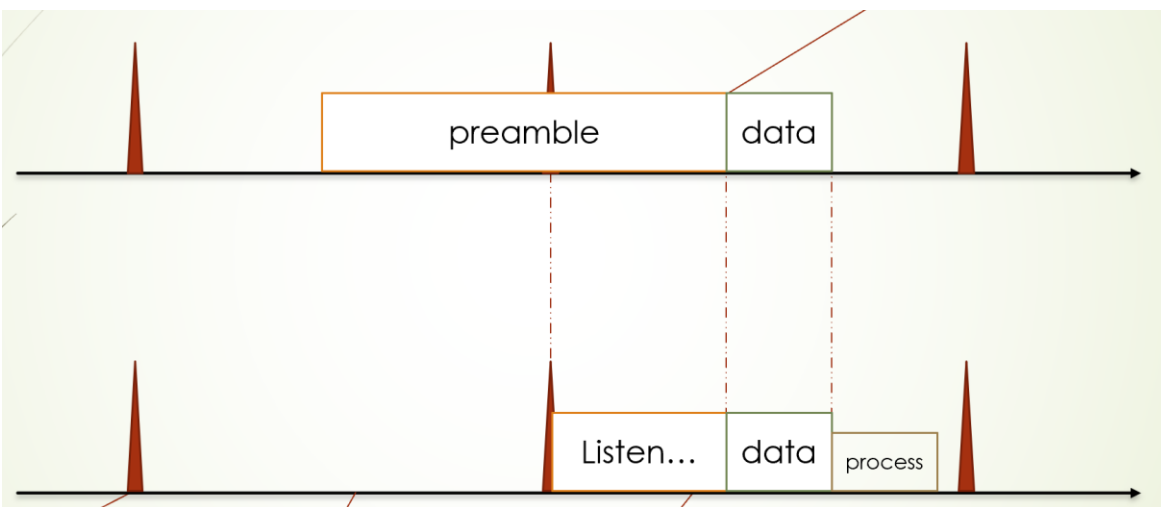 preamble
data
Listen...
data
process